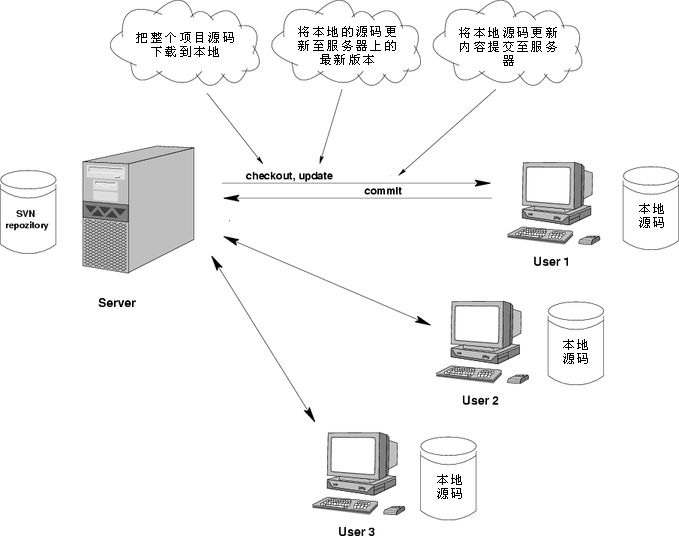 把整个项目源码
下载到本地
将本地的源码更
新至服务器上的
最新版本
将本地源码更新
内容提交至服务
器
checkout, update
commit
SVN
repozitory
本地
源码
User 1
Server
本地
源码
User 2
本地
源码
User 3